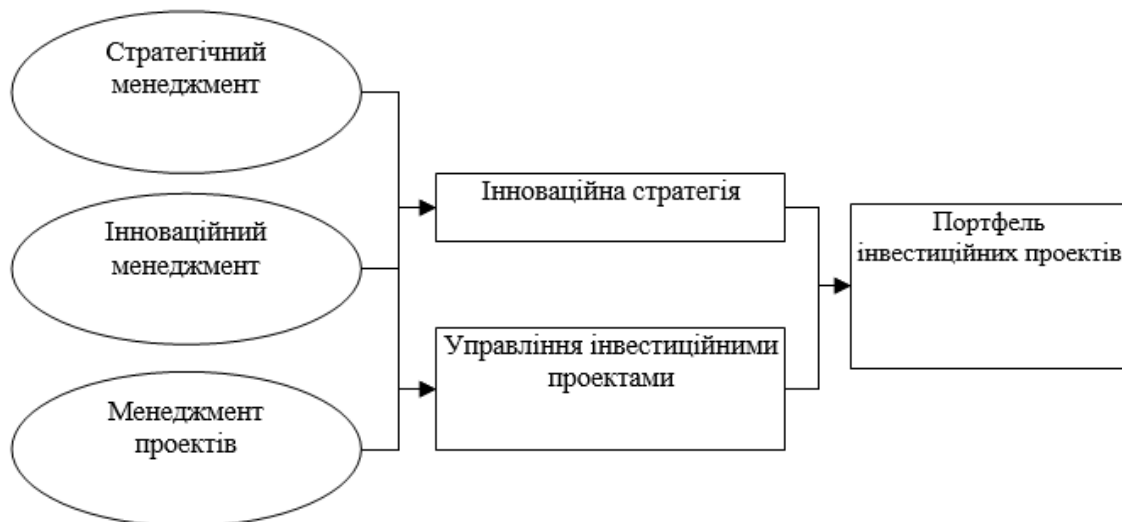 Стратегічний
менеджмент
Інноваційний
менеджмент
Менеджмент
проектів
Інноваційна стратегія
Управління інвестиційними
проектами
Портфель
інвестиційних проектів